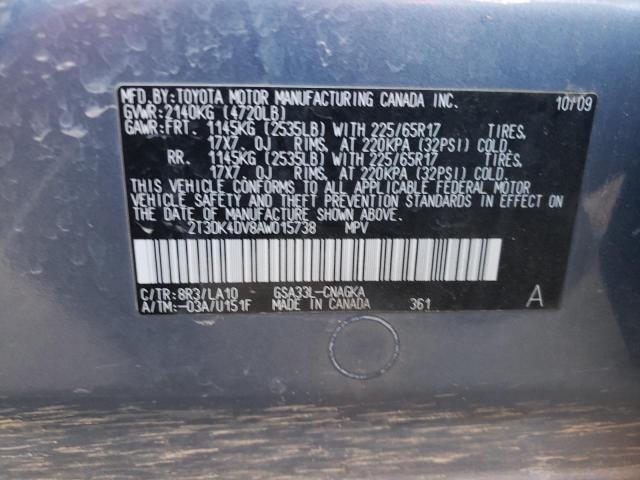 MFD.BY:TOYOTA MOTOR MANUFACTURING CANADA INC. 10/09
GVWR:2140KG (4720LB)
GAWR:FRT. 1145KG (2535LB) WITH 225/65R17 TIRES,
17X7. 0J RIMS, AT 220KPA (32PSI) COLD.
RR. 1145KG (2535LB) WITH 225/65R17 TIRES,
17X7. 0J RIMS, AT 220KPA (32PSI) COLD.
THIS VEHICLE CONFORMS TO ALL APPLICABLE FEDERAL MOTOR
VEHICLE SAFETY AND THEFT PREVENTION STANDARDS IN EFFECT
ON THE DATE OF MANUFACTURE SHOWN ABOVE.
2T3DK4DV8AW015738 MPV
C/TR:8R3/LA10 GSA33L-CNAGKA
A/TM:-03A/U151F MADE IN CANADA 361 A